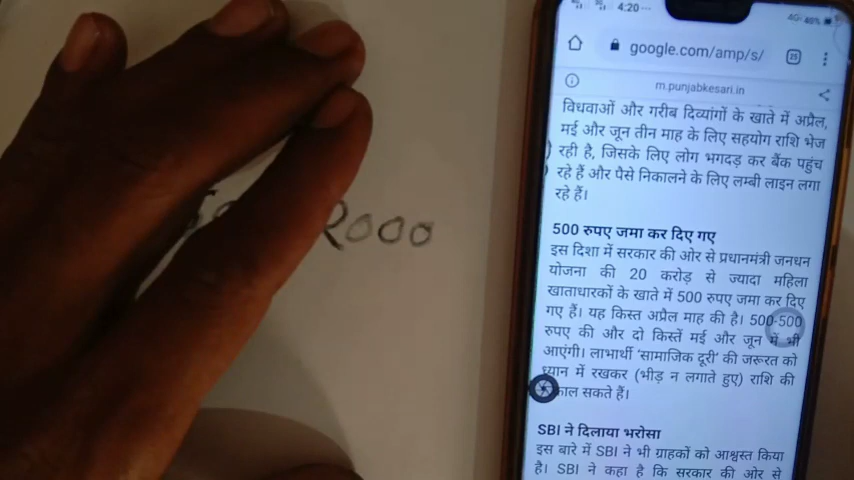 2000
4:20
4G 46%
google.com/amp/s/
25
m.punjabkesari.in
विधवाओं और गरीब दिव्यांगों के खाते में अप्रैल,
मई और जून तीन माह के लिए सहयोग राशि भेज
रही है, जिसके लिए लोग भगदड़ कर बैंक पहुंच
रहे हैं और पैसे निकालने के लिए लम्बी लाइन लगा
रहे हैं।
500 रुपए जमा कर दिए गए
इस दिशा में सरकार की ओर से प्रधानमंत्री जनधन
योजना की 20 करोड़ से ज्यादा महिला
खाताधारकों के खाते में 500 रुपए जमा कर दिए
गए हैं। यह किस्त अप्रैल माह की है। 500-500
रुपए की और दो किस्तें मई और जून में भी
आएंगी। लाभार्थी 'सामाजिक दूरी' की जरूरत को
ध्यान में रखकर (भीड़ न लगाते हुए) राशि की
सकते हैं।
SBI ने दिलाया भरोसा
इस बारे में SBI ने भी ग्राहकों को आश्वस्त किया
है। SBI ने कहा है कि सरकार की ओर से